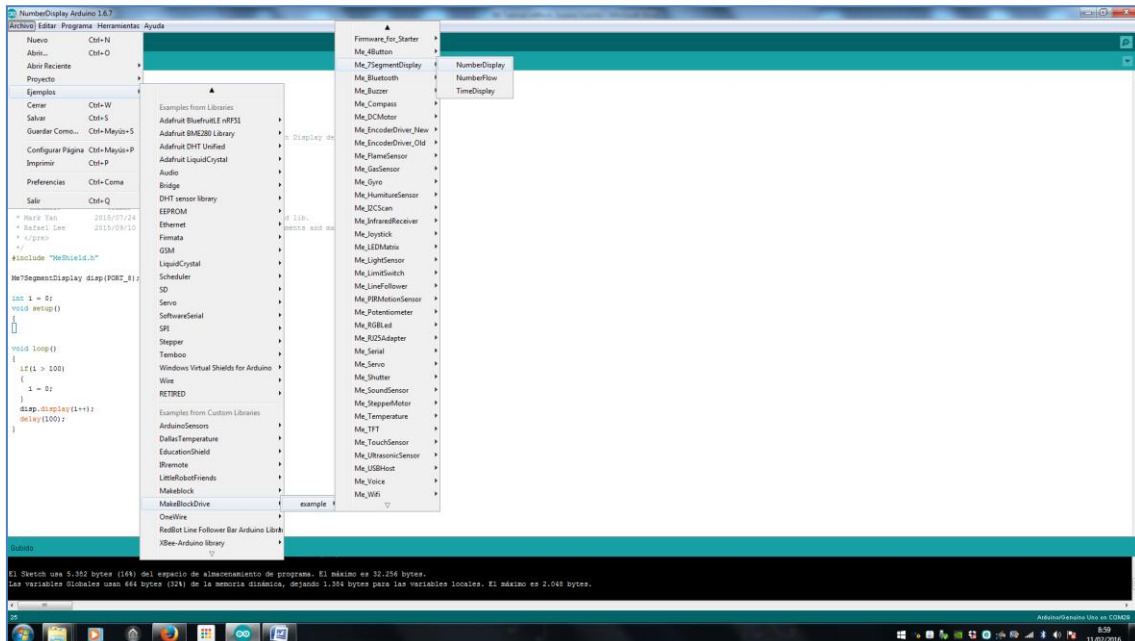 NumberDisplay Arduino 1.6.7
Archivo Editar Programa Herramientas Ayuda
Nuevo Ctrl+N
Abrir... Ctrl+O
Abrir Reciente
Proyecto
Ejemplos
Cerrar Ctrl+W
Salvar Ctrl+S
Guardar Como... Ctrl+Mayús+S
Configurar Página Ctrl+Mayús+P
Imprimir Ctrl+P
Preferencias Ctrl+Coma
Salir Ctrl+Q
Examples from Libraries
Adafruit BluefruitLE nRF51
Adafruit BME280 Library
Adafruit DHT Unified
Adafruit LiquidCrystal
Audio
Bridge
DHT sensor library
EEPROM
Ethernet
Firmata
GSM
LiquidCrystal
Scheduler
SD
Servo
SoftwareSerial
SPI
Stepper
Temboo
Windows Virtual Shields for Arduino
Wire
RETIRED
Examples from Custom Libraries
ArduinoSensors
DallasTemperature
EducationShield
IRremote
LittleRobotFriends
Makeblock
MakeBlockDrive
OneWire
RedBot Line Follower Bar Arduino Libra
XBee-Arduino library
example
Firmware_for_Starter
Me_4Button
Me_7SegmentDisplay
Me_Bluetooth
Me_Buzzer
Me_Compass
Me_DCMotor
Me_EncoderDriver_New
Me_EncoderDriver_Old
Me_FlameSensor
Me_GasSensor
Me_Gyro
Me_HumitureSensor
Me_I2CScan
Me_InfraredReceiver
Me_Joystick
Me_LEDMatrix
Me_LightSensor
Me_LimitSwitch
Me_LineFollower
Me_PIRMotionSensor
Me_Potentiometer
Me_RGBLed
Me_RJ25Adapter
Me_Serial
Me_Servo
Me_Shutter
Me_SoundSensor
Me_StepperMotor
Me_Temperature
Me_TFT
Me_TouchSensor
Me_UltrasonicSensor
Me_USBHost
Me_Voice
Me_Wifi
NumberDisplay
NumberFlow
TimeDisplay
n Display de
* Mark Yan 2015/07/24 d lib.
* Rafael Lee 2015/09/10 ments and ma
* </pre>
*/
#include "MeShield.h"
Me7SegmentDisplay disp(PORT_8);
int i = 0;
void setup()
{
void loop()
{
if(i > 100)
{
i = 0;
}
disp.display(i++);
delay(100);
}
Subido
El Sketch usa 5.382 bytes (16%) del espacio de almacenamiento de programa. El máximo es 32.256 bytes.
Las variables Globales usan 664 bytes (32%) de la memoria dinámica, dejando 1.384 bytes para las variables locales. El máximo es 2.048 bytes.
25 Arduino/Genuino Uno en COM28
8:59
11/02/2016